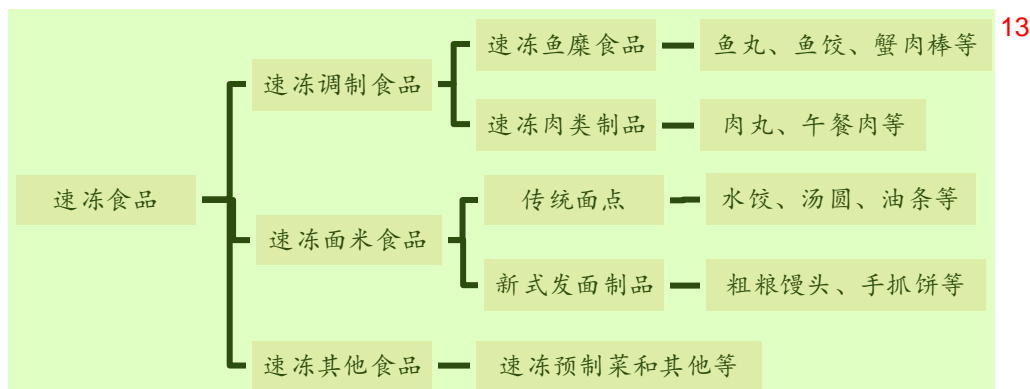 13
速冻鱼糜食品
鱼丸、鱼饺、蟹肉棒等
速冻调制食品
速冻肉类制品
肉丸、午餐肉等
速冻食品
传统面点
水饺、汤圆、油条等
速冻面米食品
新式发面制品
粗粮馒头、手抓饼等
速冻其他食品
速冻预制菜和其他等